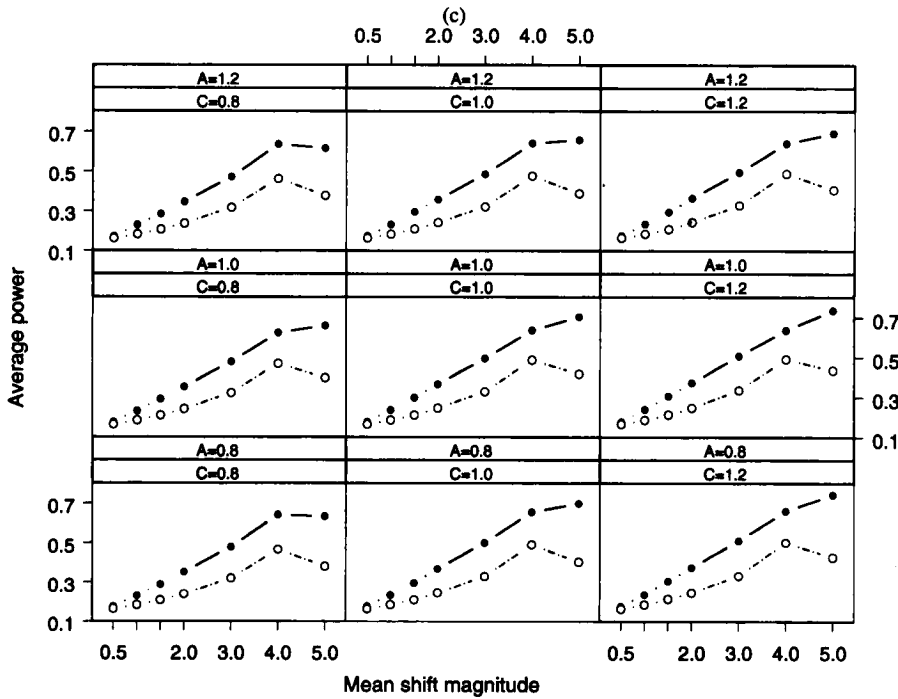 (c)
0.5 2.0 3.0 4.0 5.0
A=1.2 A=1.2 A=1.2
C=0.8 C=1.0 C=1.2
0.7
0.5
0.3
0.1
A=1.0 A=1.0 A=1.0
C=0.8 C=1.0 C=1.2
0.7
0.5
0.3
0.1
Average power
A=0.8 A=0.8 A=0.8
C=0.8 C=1.0 C=1.2
0.7
0.5
0.3
0.1
0.5 2.0 3.0 4.0 5.0 0.5 2.0 3.0 4.0 5.0
Mean shift magnitude